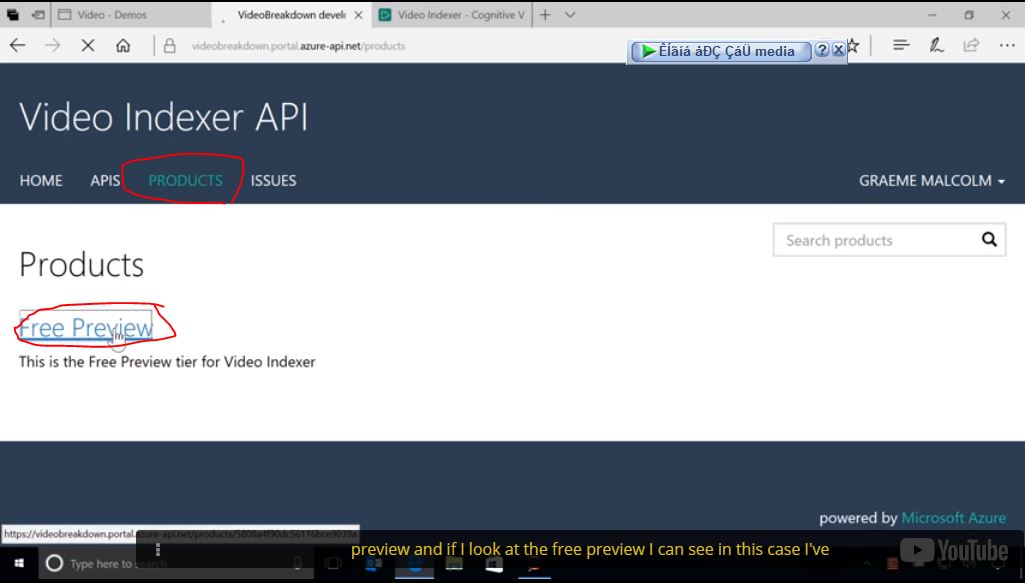 Video - Demos
VideoBreakdown devel
Video Indexer - Cognitive V
videobreakdown.portal.azure-api.net/products
ÊÍãíá åÐÇ ÇáÜ media
Video Indexer API
HOME
APIS
PRODUCTS
ISSUES
GRAEME MALCOLM
Search products
Products
Free Preview
This is the Free Preview tier for Video Indexer
powered by Microsoft Azure
https://videobreakdown.portal.azure-api.net/products/5808a4f90dc56116bce9039a
preview and if I look at the free preview I can see in this case I've
Type here to search
YouTube